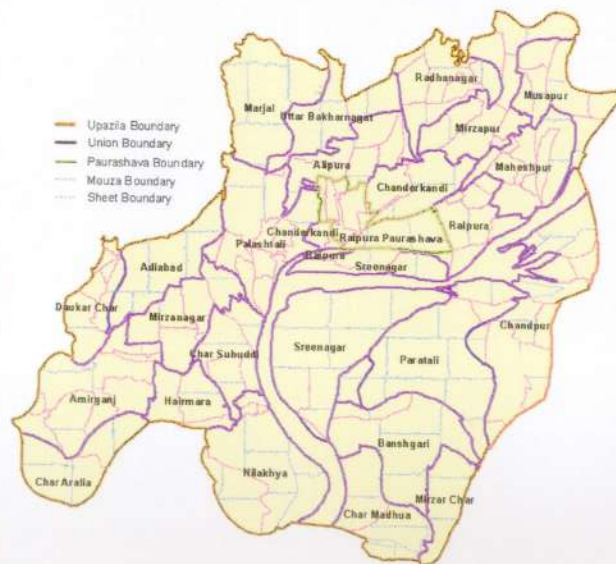 Upazila Boundary
Union Boundary
Paurashava Boundary
Mouza Boundary
Sheet Boundary
Radhanagar
Musapur
Marjal
Uttar Bakharnagat
Mirzapur
Alipura
Maheshpur
Chanderkandi
Raipura
Chanderkandi
Palashtali
Raipura Paurashava
Raipura
Sreenagar
Adiabad
Daukar Char
Mirzanagar
Chandpur
Char Subuddi
Sreenagar
Paratali
Amirganj
Hairmara
Banshgari
Nilakhya
Char Aralia
Mirzar Char
Char Madhua